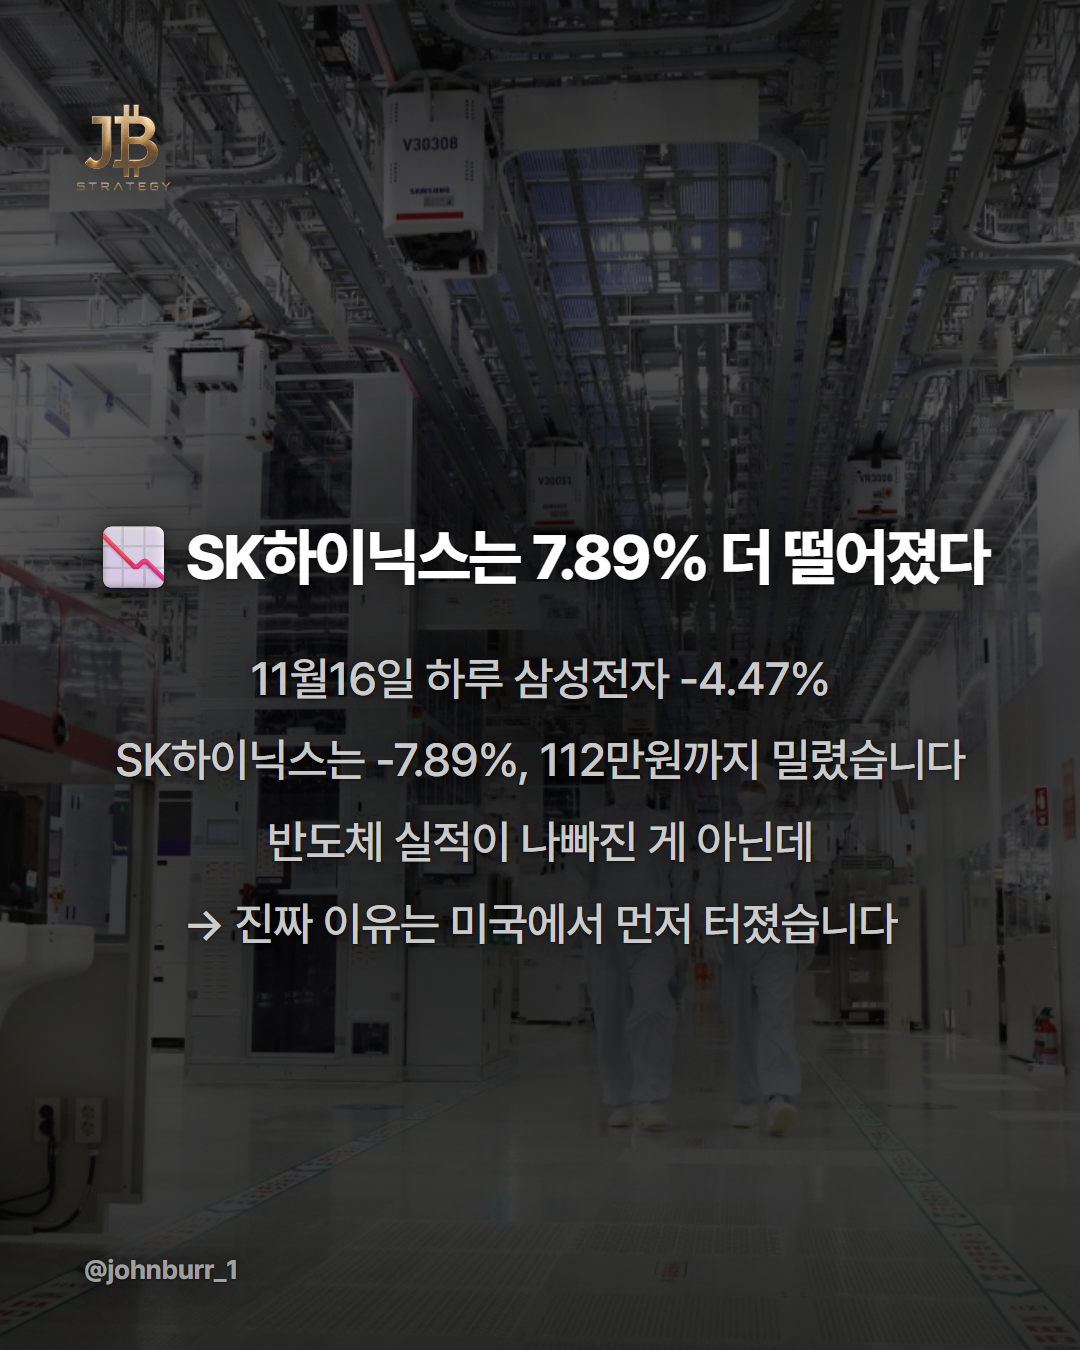 JB
STRATEGY
V30308
SAMSUNG
V30051
📉 SK하이닉스는 7.89% 더 떨어졌다
11월16일 하루 삼성전자 -4.47%
SK하이닉스는 -7.89%, 112만원까지 밀렸습니다
반도체 실적이 나빠진 게 아닌데
→ 진짜 이유는 미국에서 먼저 터졌습니다
@johnburr_1